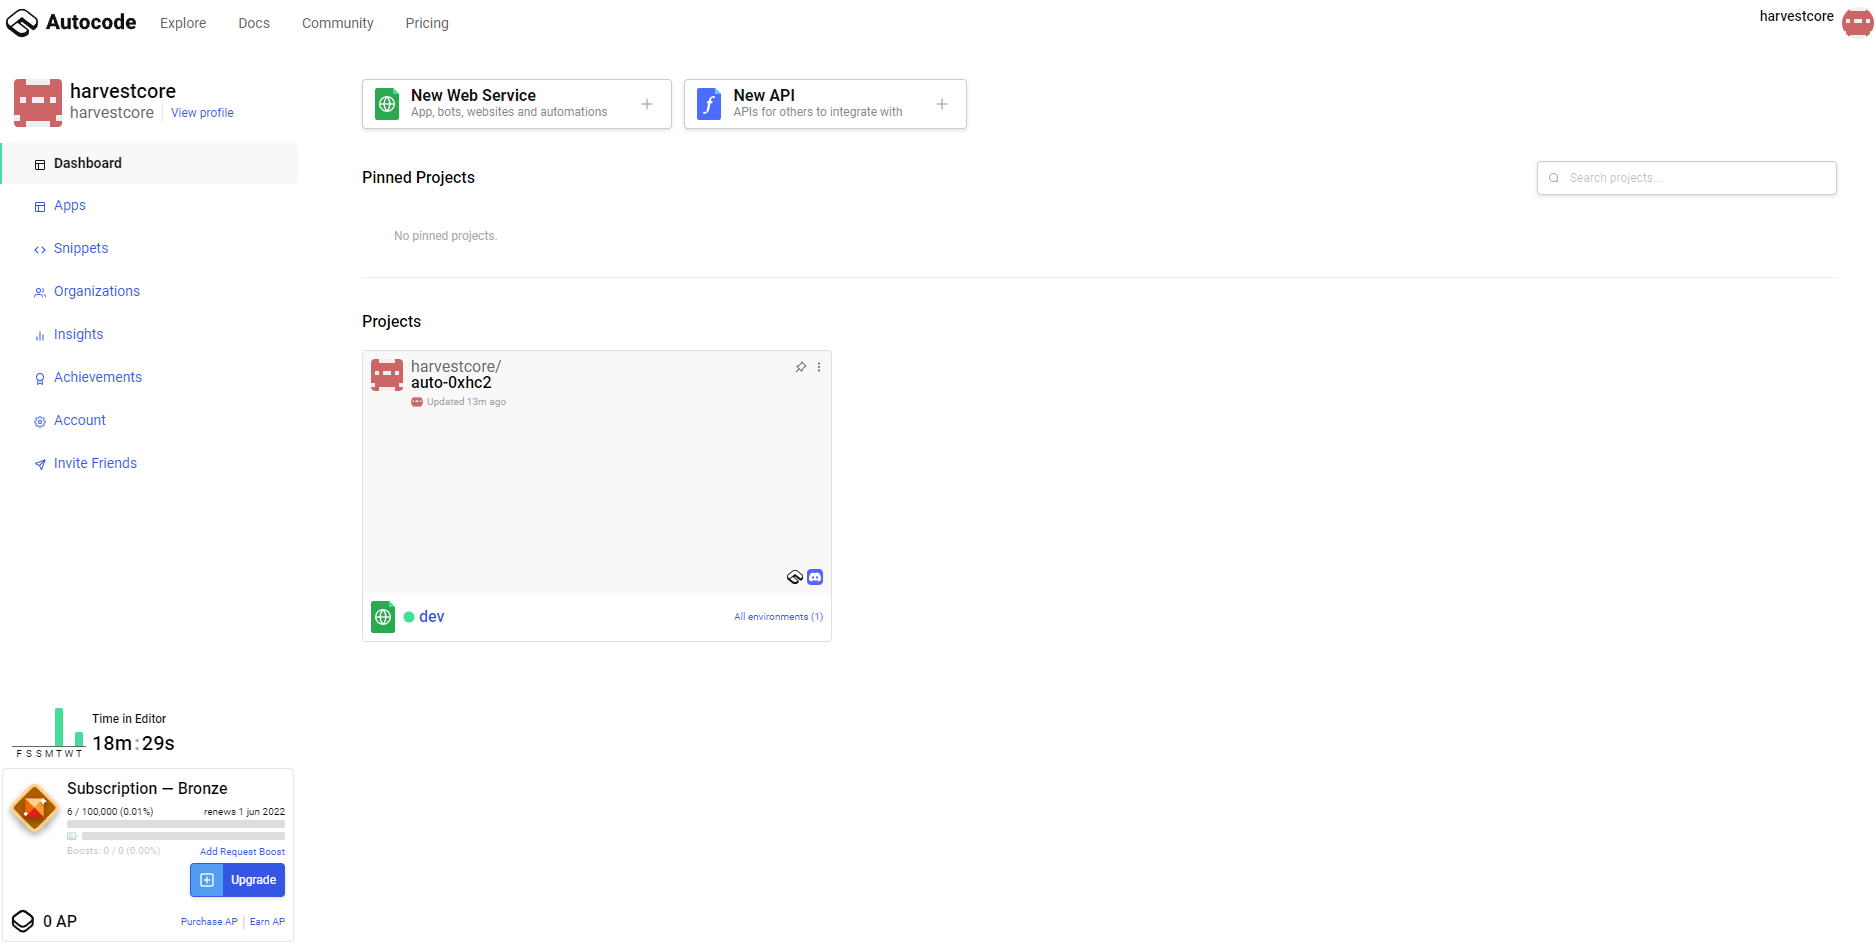 Autocode
Explore
Docs
Community
Pricing
harvestcore
harvestcore
harvestcore
View profile
Dashboard
Apps
Snippets
Organizations
Insights
Achievements
Account
Invite Friends
Time in Editor
18m:29s
F S S M T W T
Subscription — Bronze
6 / 100,000 (0.01%)
renews 1 jun 2022
Boosts: 0 / 0 (0.00%)
Add Request Boost
Upgrade
0 AP
Purchase AP
Earn AP
New Web Service
App, bots, websites and automations
New API
APIs for others to integrate with
Pinned Projects
Search projects...
No pinned projects.
Projects
harvestcore/
auto-0xhc2
Updated 13m ago
dev
All environments (1)